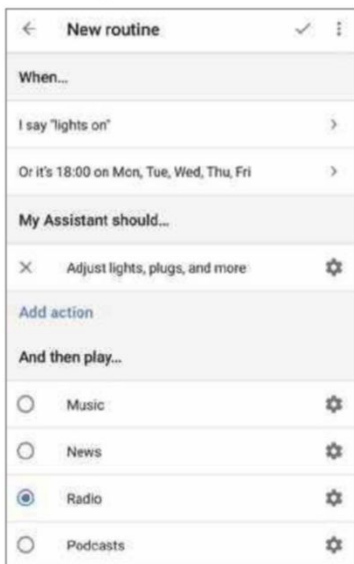 New routine
When...
I say "lights on"
Or it's 18:00 on Mon, Tue, Wed, Thu, Fri
My Assistant should...
Adjust lights, plugs, and more
Add action
And then play...
Music
News
Radio
Podcasts